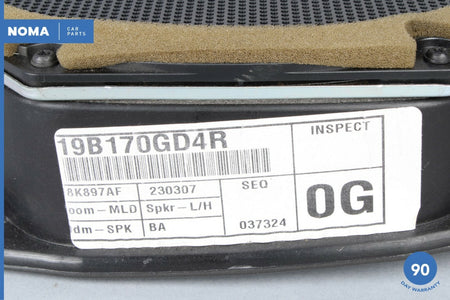 NOMA CAR PARTS
19B170GD4R
8K897AF 230307 SEQ INSPECT
oom-MLD Spkr-L/H 0G
dm-SPK BA 037324
90
DAY WARRANTY